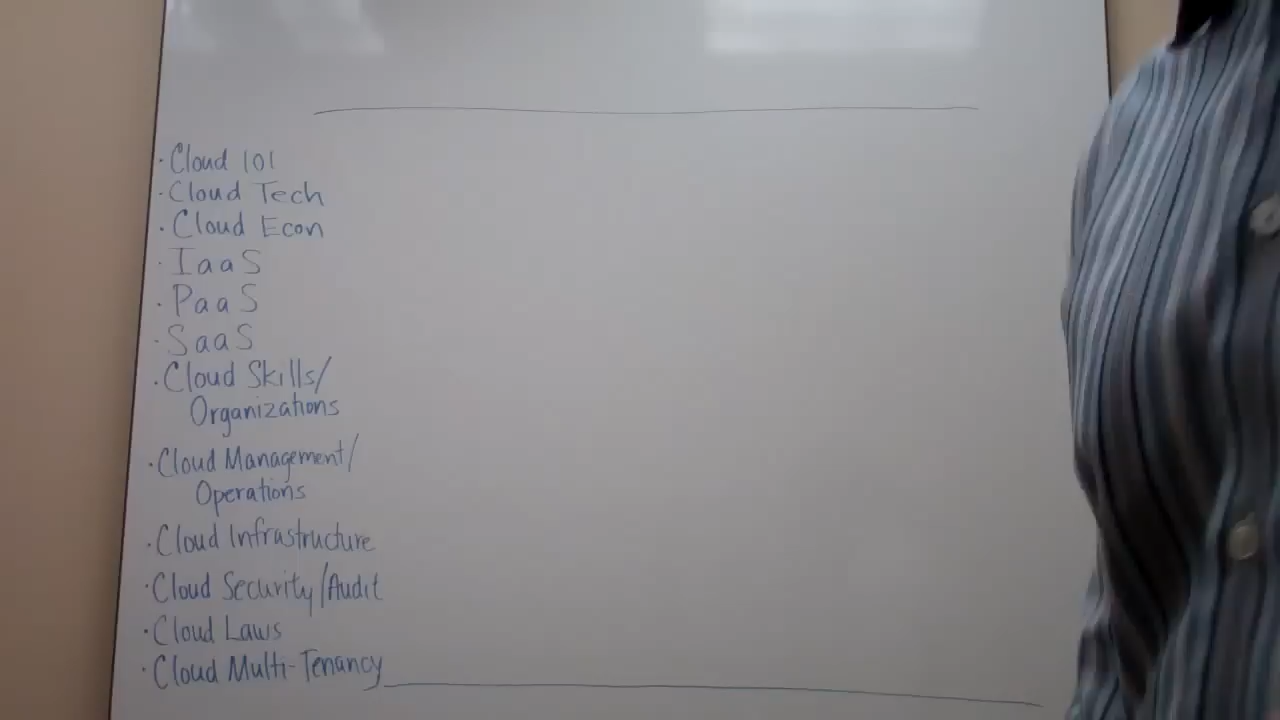 · Cloud 101
· Cloud Tech
· Cloud Econ
· IaaS
· PaaS
· SaaS
· Cloud Skills/
Organizations
· Cloud Management/
Operations
· Cloud Infrastructure
· Cloud Security/Audit
· Cloud Laws
· Cloud Multi-Tenancy